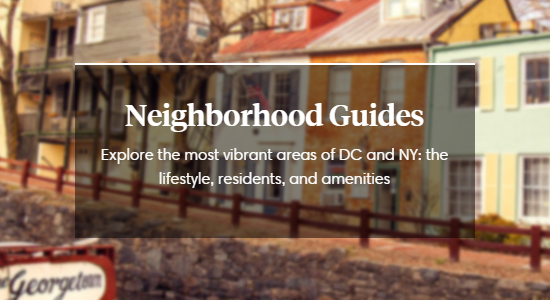 Neighborhood Guides
Explore the most vibrant areas of DC and NY: the
lifestyle, residents, and amenities
Georgetown